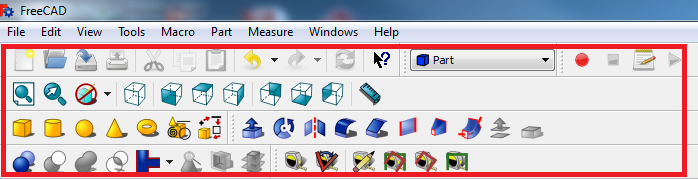 FreeCAD
File Edit View Tools Macro Part Measure Windows Help
Part